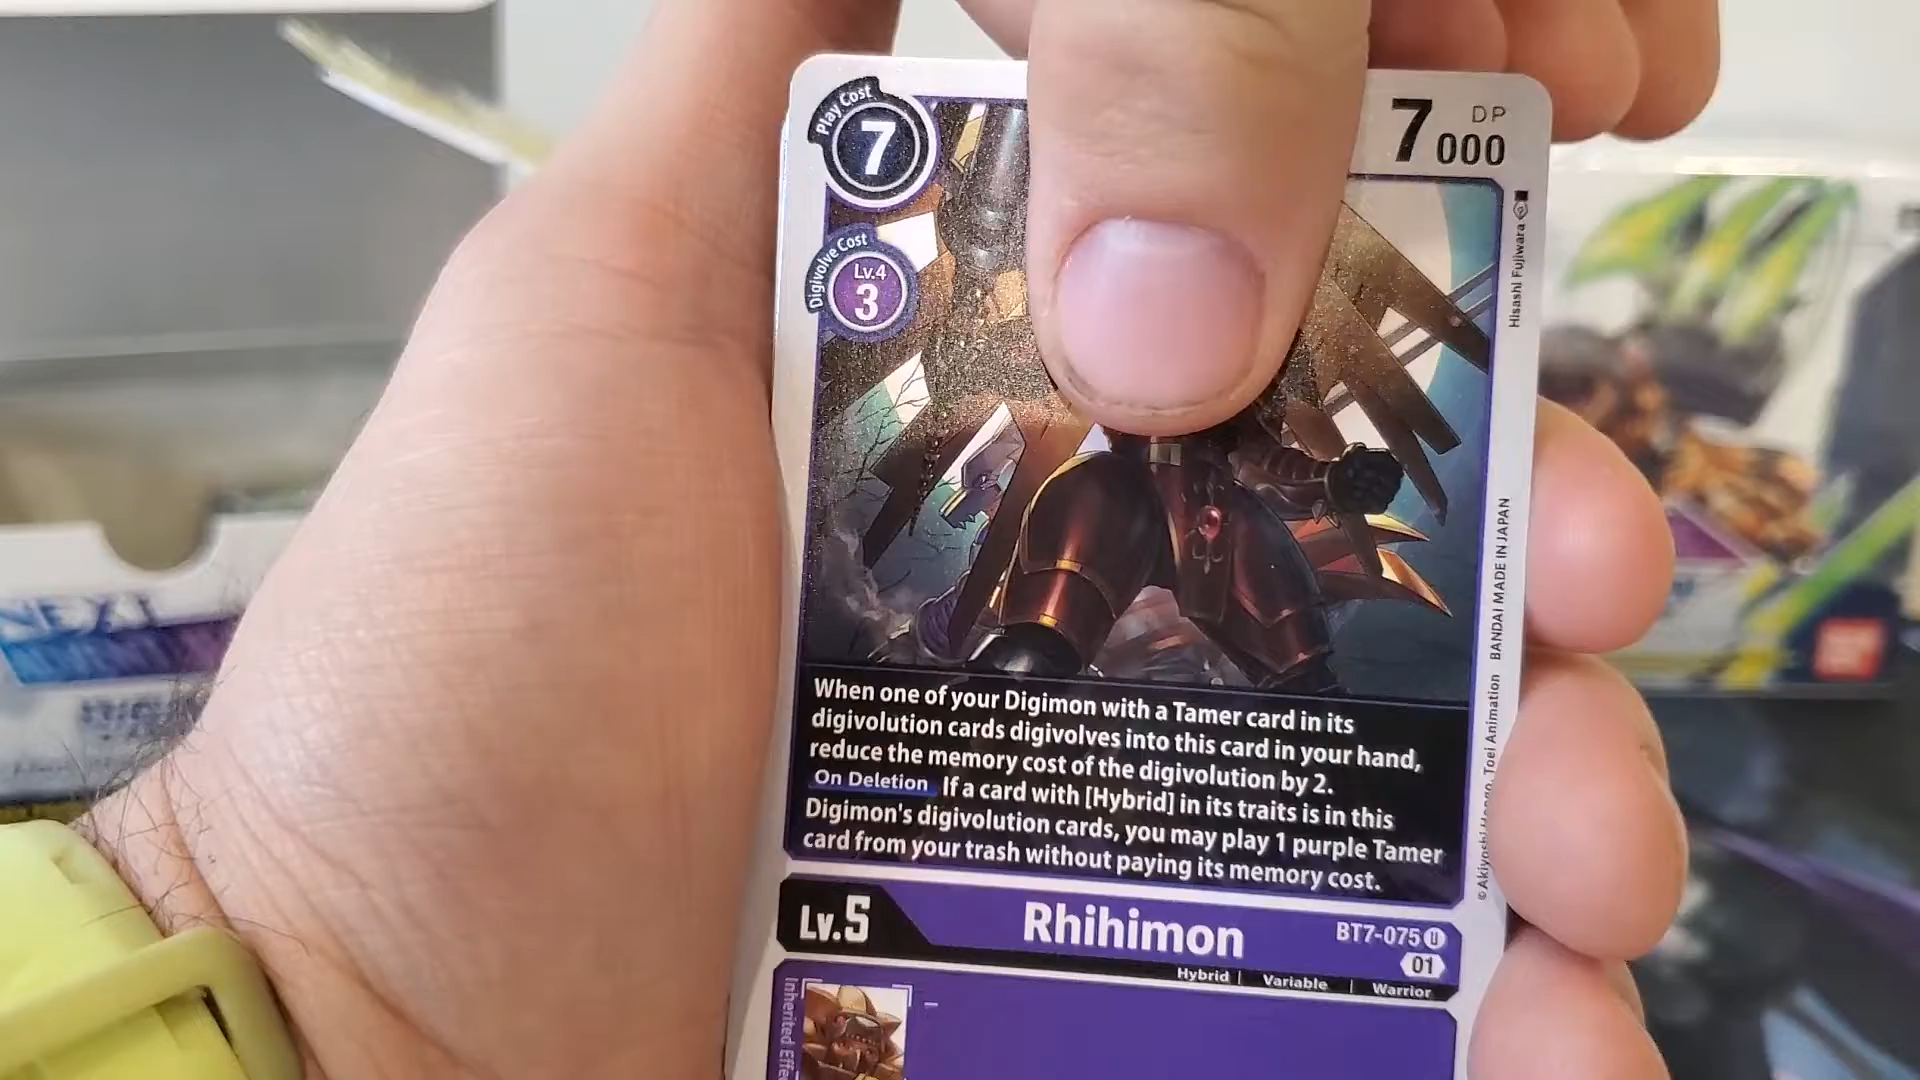 Play Cost
7
7000
DP
Digivolve Cost
Lv.4
3
Hisashi Fujiwara
BANDAI MADE IN JAPAN
Toei Animation
When one of your Digimon with a Tamer card in its
digivolution cards digivolves into this card in your hand,
reduce the memory cost of the digivolution by 2.
On Deletion If a card with [Hybrid] in its traits is in this
Digimon's digivolution cards, you may play 1 purple Tamer
card from your trash without paying its memory cost.
Lv.5
Rhihimon
BT7-075 U
01
Hybrid | Variable | Warrior
Inherited
NEXT